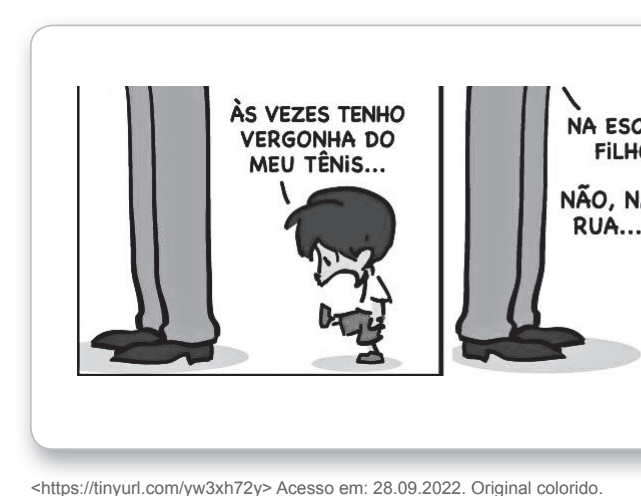 ÀS VEZES TENHO
VERGONHA DO
MEU TÊNiS...
NA
NÃO,
RUA...
<https://tinyurl.com/yw3xh72y> Acesso em: 28.09.2022. Original colorido.